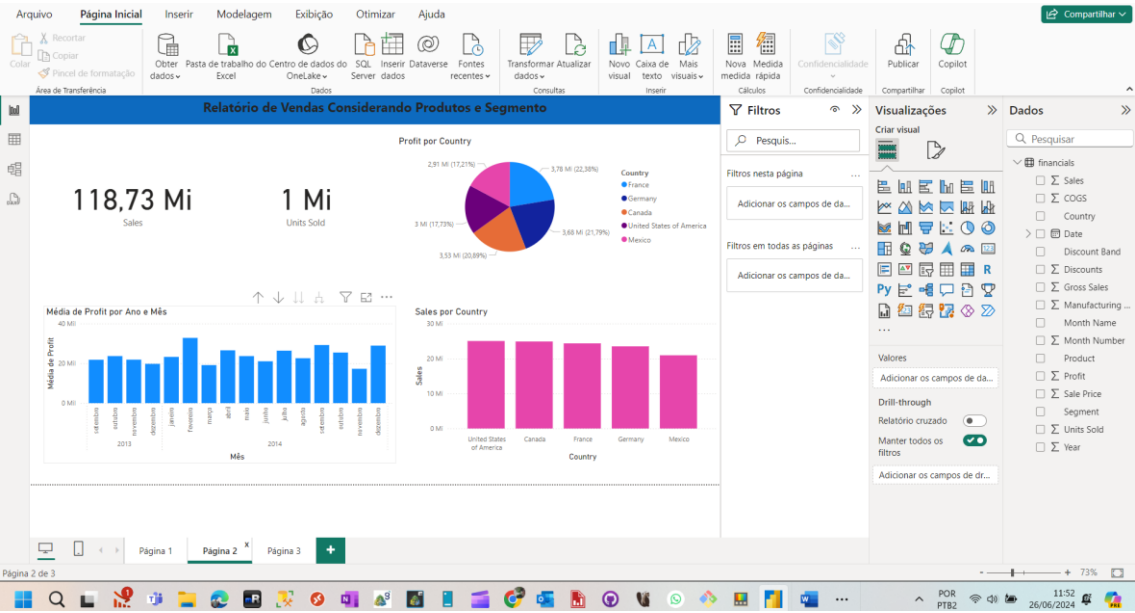 Arquivo Página Inicial Inserir Modelagem Exibição Otimizar Ajuda Compartilhar
Colar
Recortar
Copiar
Pincel de formatação
Obter dados
Pasta de trabalho do Excel
Centro de dados do OneLake
SQL Server
Inserir dados
Dataverse
Fontes recentes
Transformar dados
Atualizar
Novo visual
Caixa de texto
Mais visuais
Nova medida
Medida rápida
Confidencialidade
Publicar
Copilot
Área de Transferência Dados Consultas Inserir Cálculos Confidencialidade Compartilhar Copilot
Relatório de Vendas Considerando Produtos e Segmento
118,73 Mi
Sales
1 Mi
Units Sold
Profit por Country
2,91 Mi (17,21%)
3,78 Mi (22,38%)
3 Mi (17,73%)
3,68 Mi (21,79%)
3,53 Mi (20,89%)
Country
France
Germany
Canada
United States of America
Mexico
Média de Profit por Ano e Mês
Média de Profit
40 Mil
20 Mil
0 Mil
setembro outubro novembro dezembro janeiro fevereiro março abril maio junho julho agosto setembro outubro novembro dezembro
2013 2014
Mês
Sales por Country
Sales
30 Mi
20 Mi
10 Mi
0 Mi
United States of America Canada France Germany Mexico
Country
Filtros
Pesquis...
Filtros nesta página ...
Adicionar os campos de da...
Filtros em todas as páginas ...
Adicionar os campos de da...
Visualizações
Criar visual
R
Py
...
Valores
Adicionar os campos de da...
Drill-through
Relatório cruzado
Manter todos os filtros
Adicionar os campos de dr...
Dados
Pesquisar
financials
Sales
COGS
Country
Date
Discount Band
Discounts
Gross Sales
Manufacturing ...
Month Name
Month Number
Product
Profit
Sale Price
Segment
Units Sold
Year
Página 1 Página 2 x Página 3 +
Página 2 de 3
- + 73%
POR
PTB2
11:52
26/06/2024